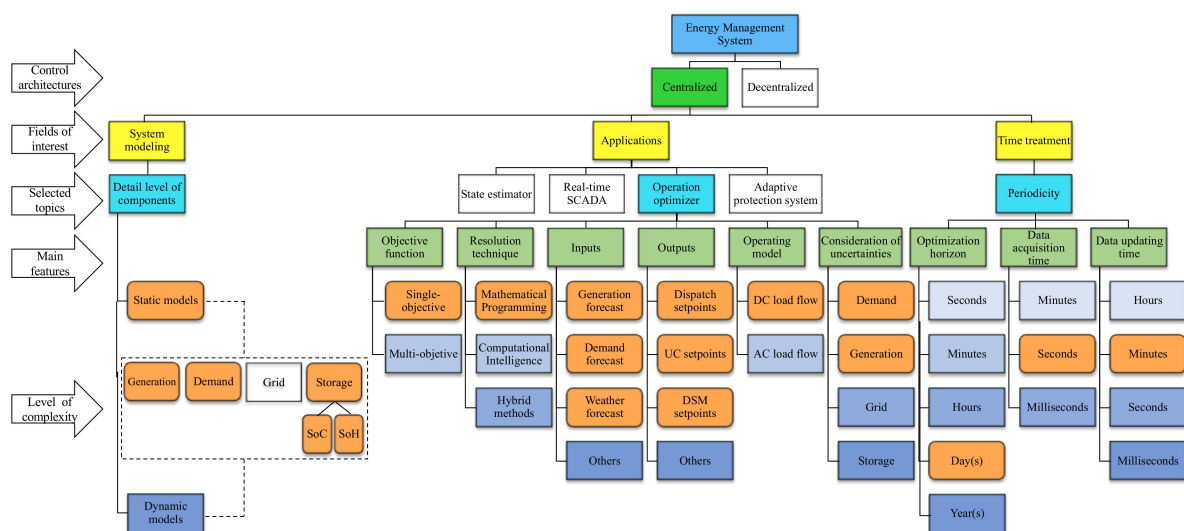 Energy Management
System
Control
architectures
Centralized
Decentralized
Fields of
interest
System
modeling
Applications
Time treatment
Selected
topics
Detail level of
components
State estimator
Real-time
SCADA
Operation
optimizer
Adaptive
protection system
Periodicity
Main
features
Objective
function
Resolution
technique
Inputs
Outputs
Operating
model
Consideration of
uncertainties
Optimization
horizon
Data
acquisition
time
Data updating
time
Level of
complexity
Static models
Generation
Demand
Grid
Storage
SoC
SoH
Dynamic
models
Single-
objective
Multi-objetive
Mathematical
Programming
Computational
Intelligence
Hybrid
methods
Generation
forecast
Demand
forecast
Weather
forecast
Others
Dispatch
setpoints
UC setpoints
DSM
setpoints
Others
DC load flow
AC load flow
Demand
Generation
Grid
Storage
Seconds
Minutes
Hours
Day(s)
Year(s)
Minutes
Seconds
Milliseconds
Hours
Minutes
Seconds
Milliseconds